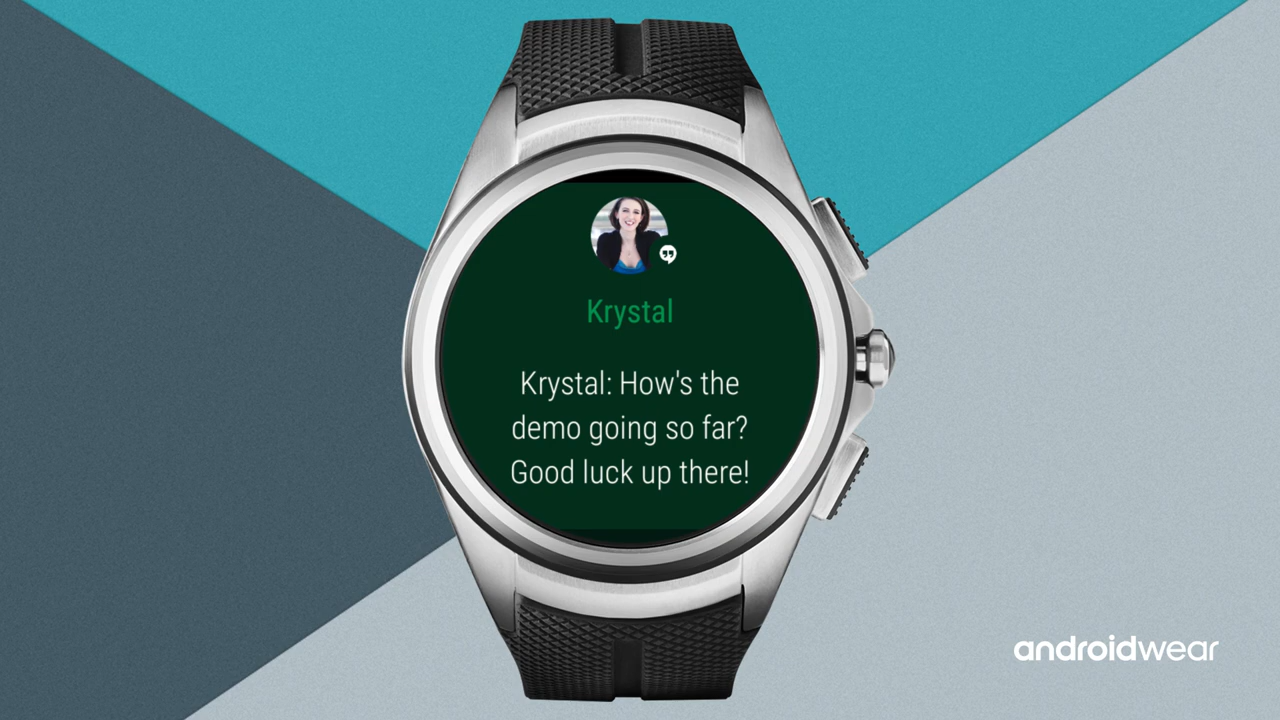 Krystal
Krystal: How's the
demo going so far?
Good luck up there!
androidwear